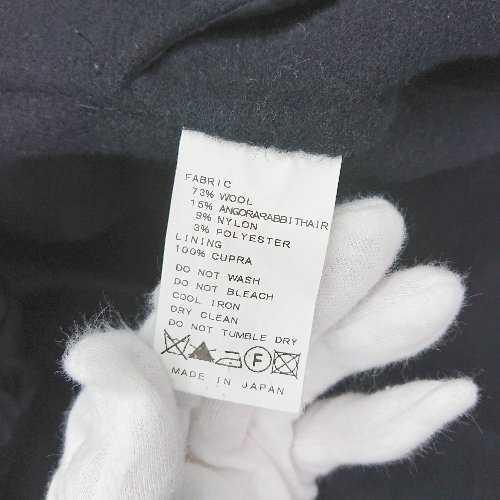 FABRIC
73% WOOL
15% ANGORARABBITHAIR
9% NYLON
3% POLYESTER
LINING
100% CUPRA
DO NOT WASH
DO NOT BLEACH
COOL IRON
DRY CLEAN
DO NOT TUMBLE DRY
F
MADE IN JAPAN